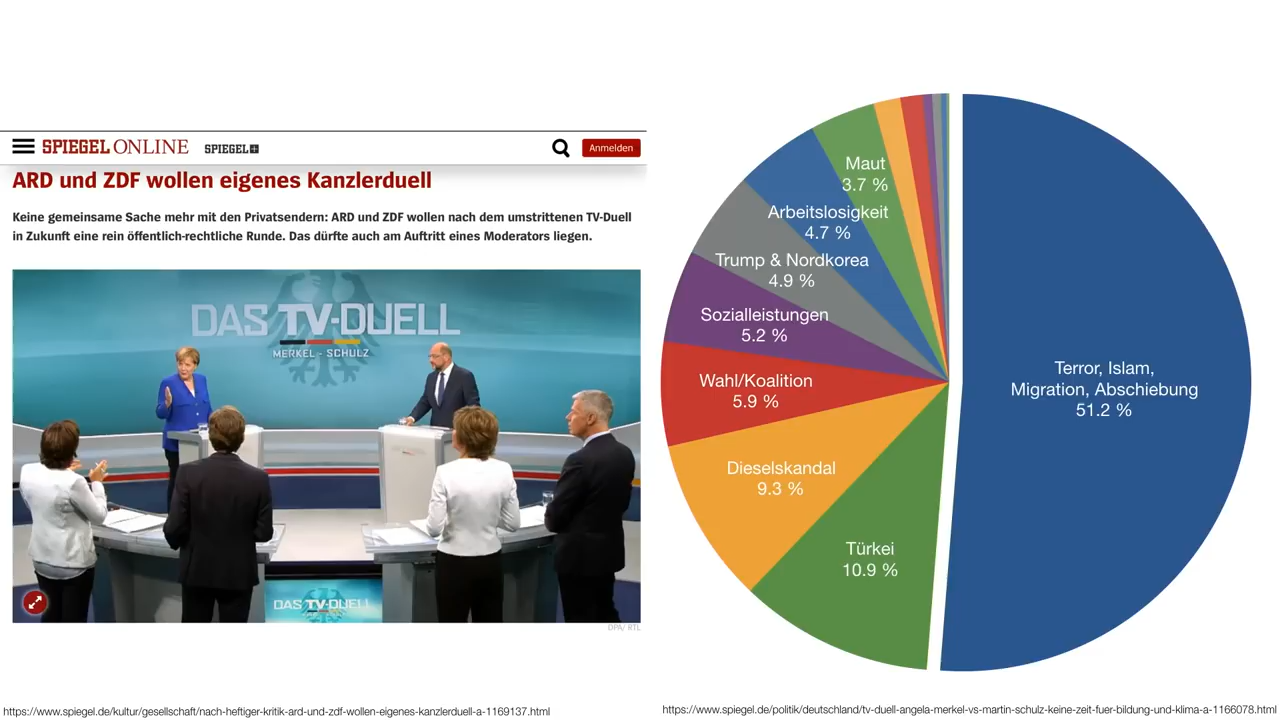 SPIEGEL ONLINE SPIEGEL+ Anmelden
ARD und ZDF wollen eigenes Kanzlerduell
Keine gemeinsame Sache mehr mit den Privatsendern: ARD und ZDF wollen nach dem umstrittenen TV-Duell
in Zukunft eine rein öffentlich-rechtliche Runde. Das dürfte auch am Auftritt eines Moderators liegen.
DAS TV-DUELL
MERKEL - SCHULZ
DAS TV-DUELL
DPA/ RTL
https://www.spiegel.de/kultur/gesellschaft/nach-heftiger-kritik-ard-und-zdf-wollen-eigenes-kanzlerduell-a-1169137.html
Maut
3.7 %
Arbeitslosigkeit
4.7 %
Trump & Nordkorea
4.9 %
Sozialleistungen
5.2 %
Wahl/Koalition
5.9 %
Dieselskandal
9.3 %
Türkei
10.9 %
Terror, Islam,
Migration, Abschiebung
51.2 %
https://www.spiegel.de/politik/deutschland/tv-duell-angela-merkel-vs-martin-schulz-keine-zeit-fuer-bildung-und-klima-a-1166078.html